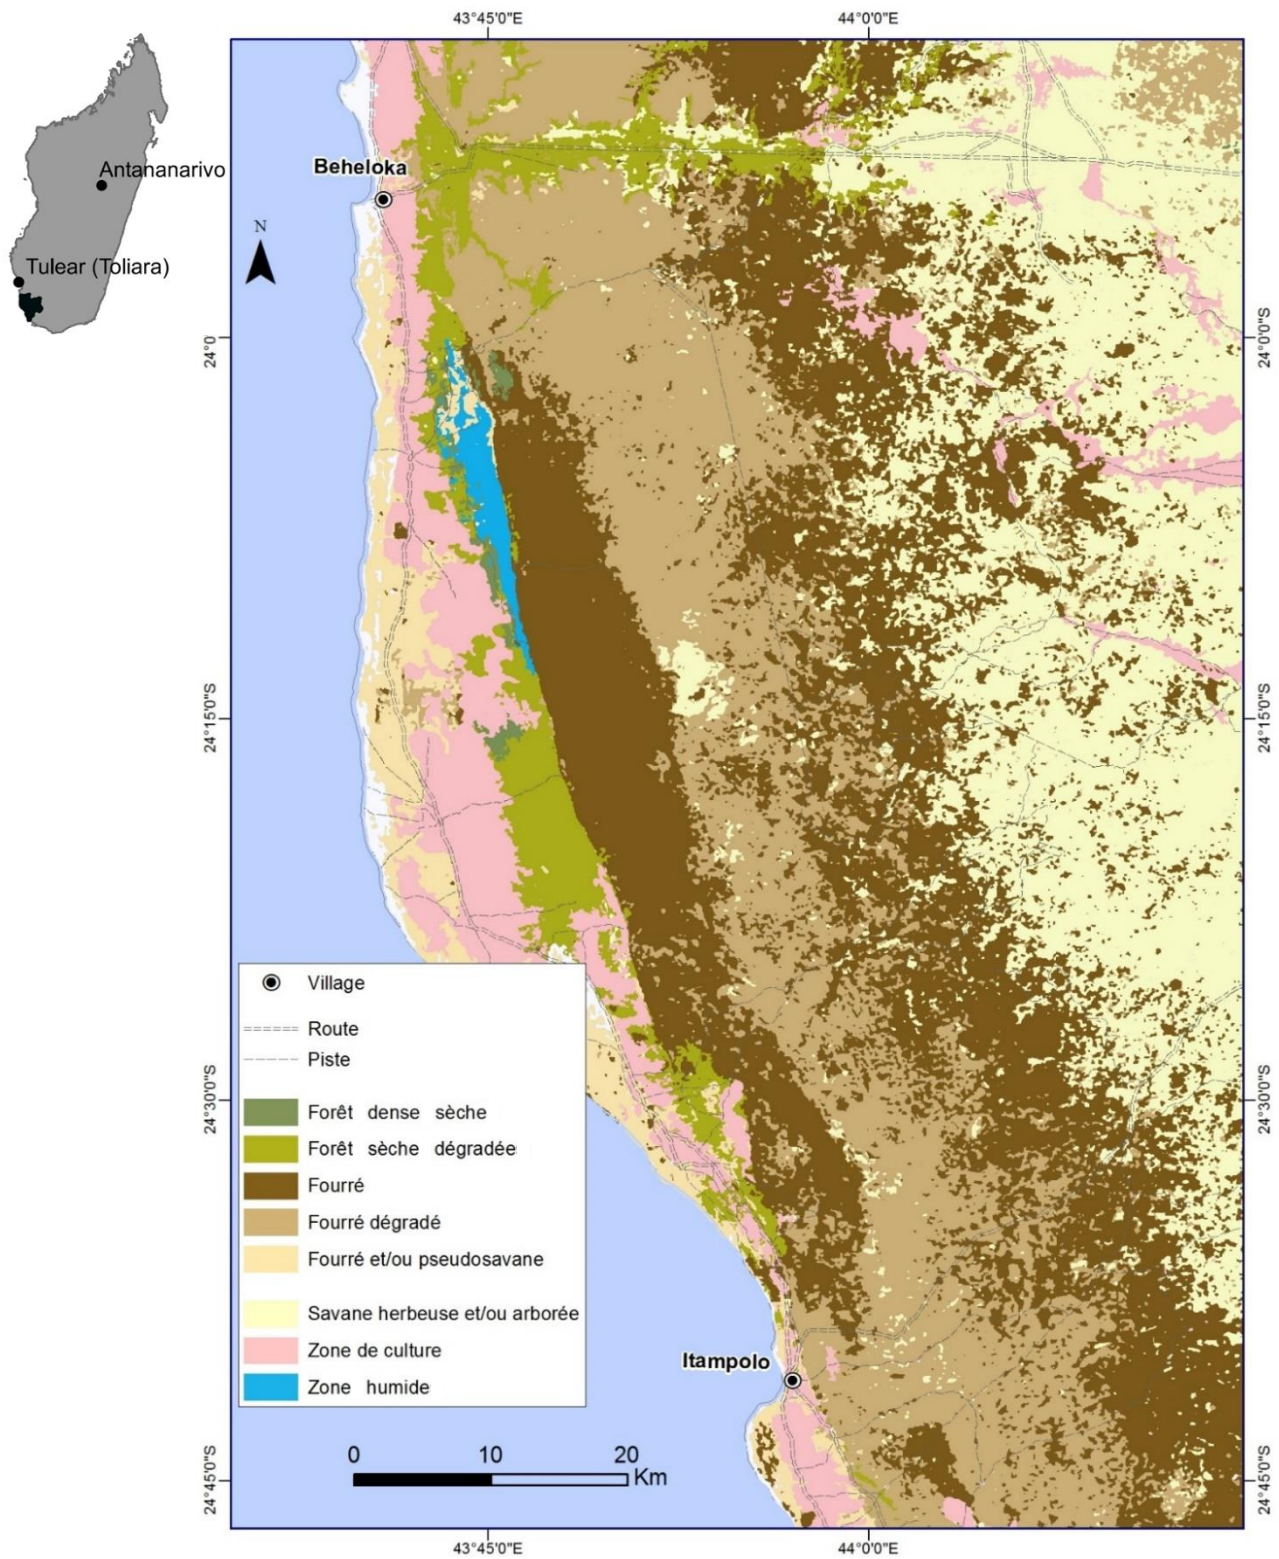 43°45'0"E
44°0'0"E
Antananarivo
Tulear (Toliara)
Beheloka
N
24°0
24°0'0"S
24°15'0"S
24°15'0"S
Village
Route
Piste
24°30'0"S
24°30'0"S
Forêt dense sèche
Forêt sèche dégradée
Fourré
Fourré dégradé
Fourré et/ou pseudosavane
Savane herbeuse et/ou arborée
Zone de culture
Zone humide
Itampolo
0 10 20
Km
24°45'0"S
24°45'0"S
43°45'0"E
44°0'0"E